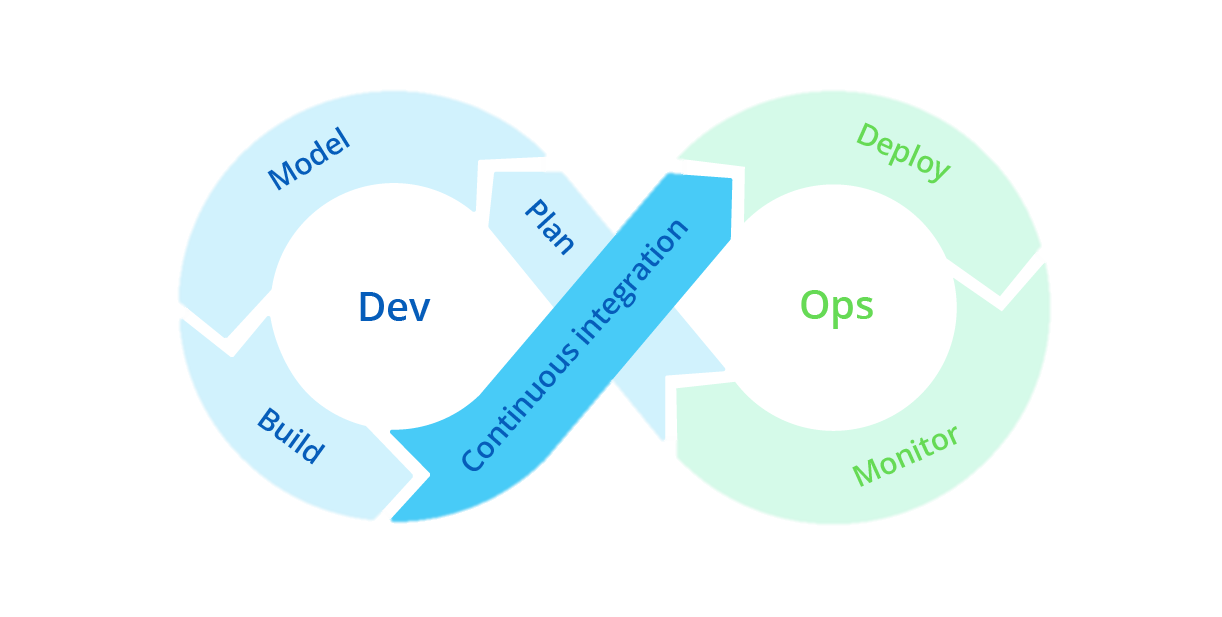 Model
Plan
Deploy
Dev
Continuous integration
Ops
Build
Monitor